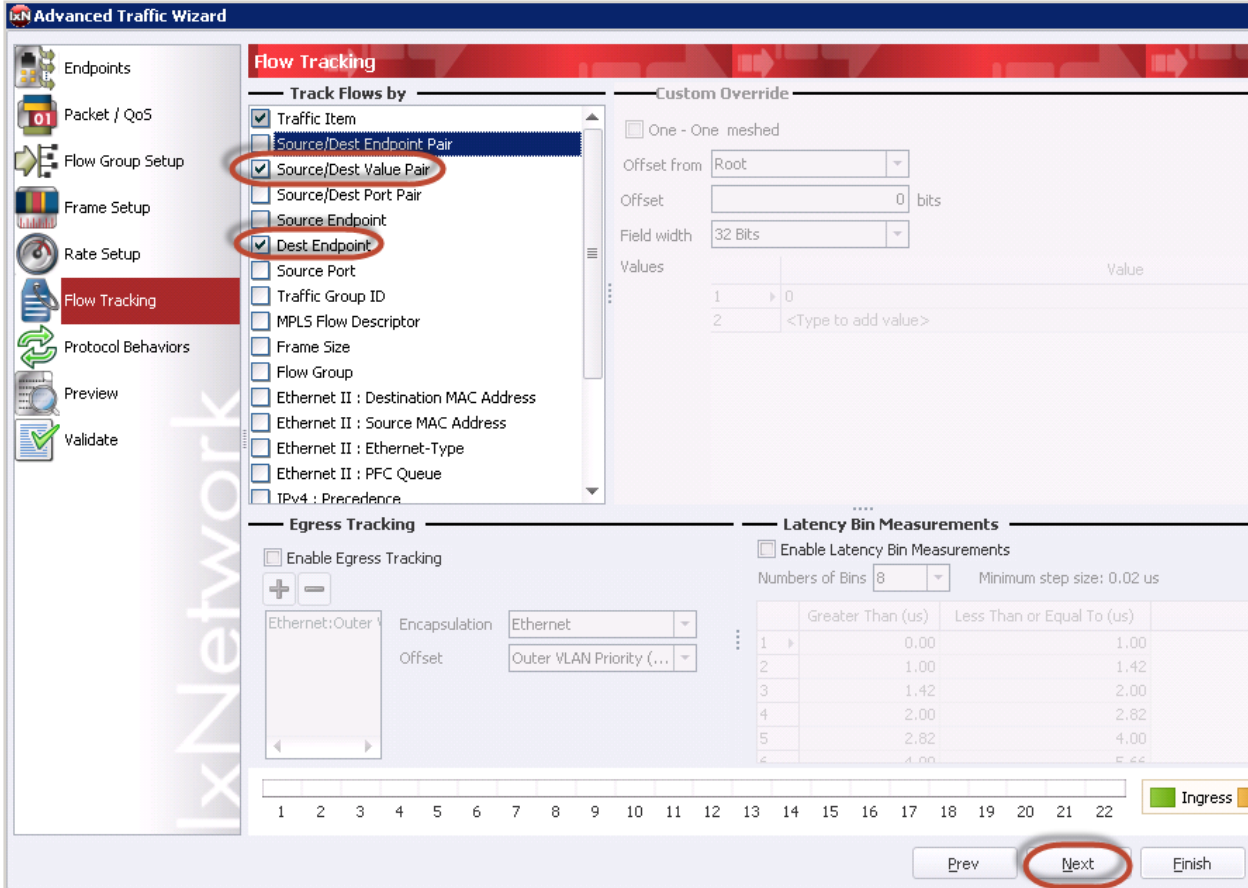 IxN Advanced Traffic Wizard
Endpoints
Packet / QoS
Flow Group Setup
Frame Setup
Rate Setup
Flow Tracking
Protocol Behaviors
Preview
Validate
IxNetwork
Flow Tracking
Track Flows by
Traffic Item
Source/Dest Endpoint Pair
Source/Dest Value Pair
Source/Dest Port Pair
Source Endpoint
Dest Endpoint
Source Port
Traffic Group ID
MPLS Flow Descriptor
Frame Size
Flow Group
Ethernet II : Destination MAC Address
Ethernet II : Source MAC Address
Ethernet II : Ethernet-Type
Ethernet II : PFC Queue
IPv4 : Precedence
Custom Override
One - One meshed
Offset from Root
Offset 0 bits
Field width 32 Bits
Values
Value
1 0
2 <Type to add value>
Egress Tracking
Enable Egress Tracking
Ethernet:Outer V
Encapsulation Ethernet
Offset Outer VLAN Priority (...
Latency Bin Measurements
Enable Latency Bin Measurements
Numbers of Bins 8 Minimum step size: 0.02 us
Greater Than (us) Less Than or Equal To (us)
1 0.00 1.00
2 1.00 1.42
3 1.42 2.00
4 2.00 2.82
5 2.82 4.00
6 4.00 5.66
1 2 3 4 5 6 7 8 9 10 11 12 13 14 15 16 17 18 19 20 21 22
Ingress
Prev Next Finish